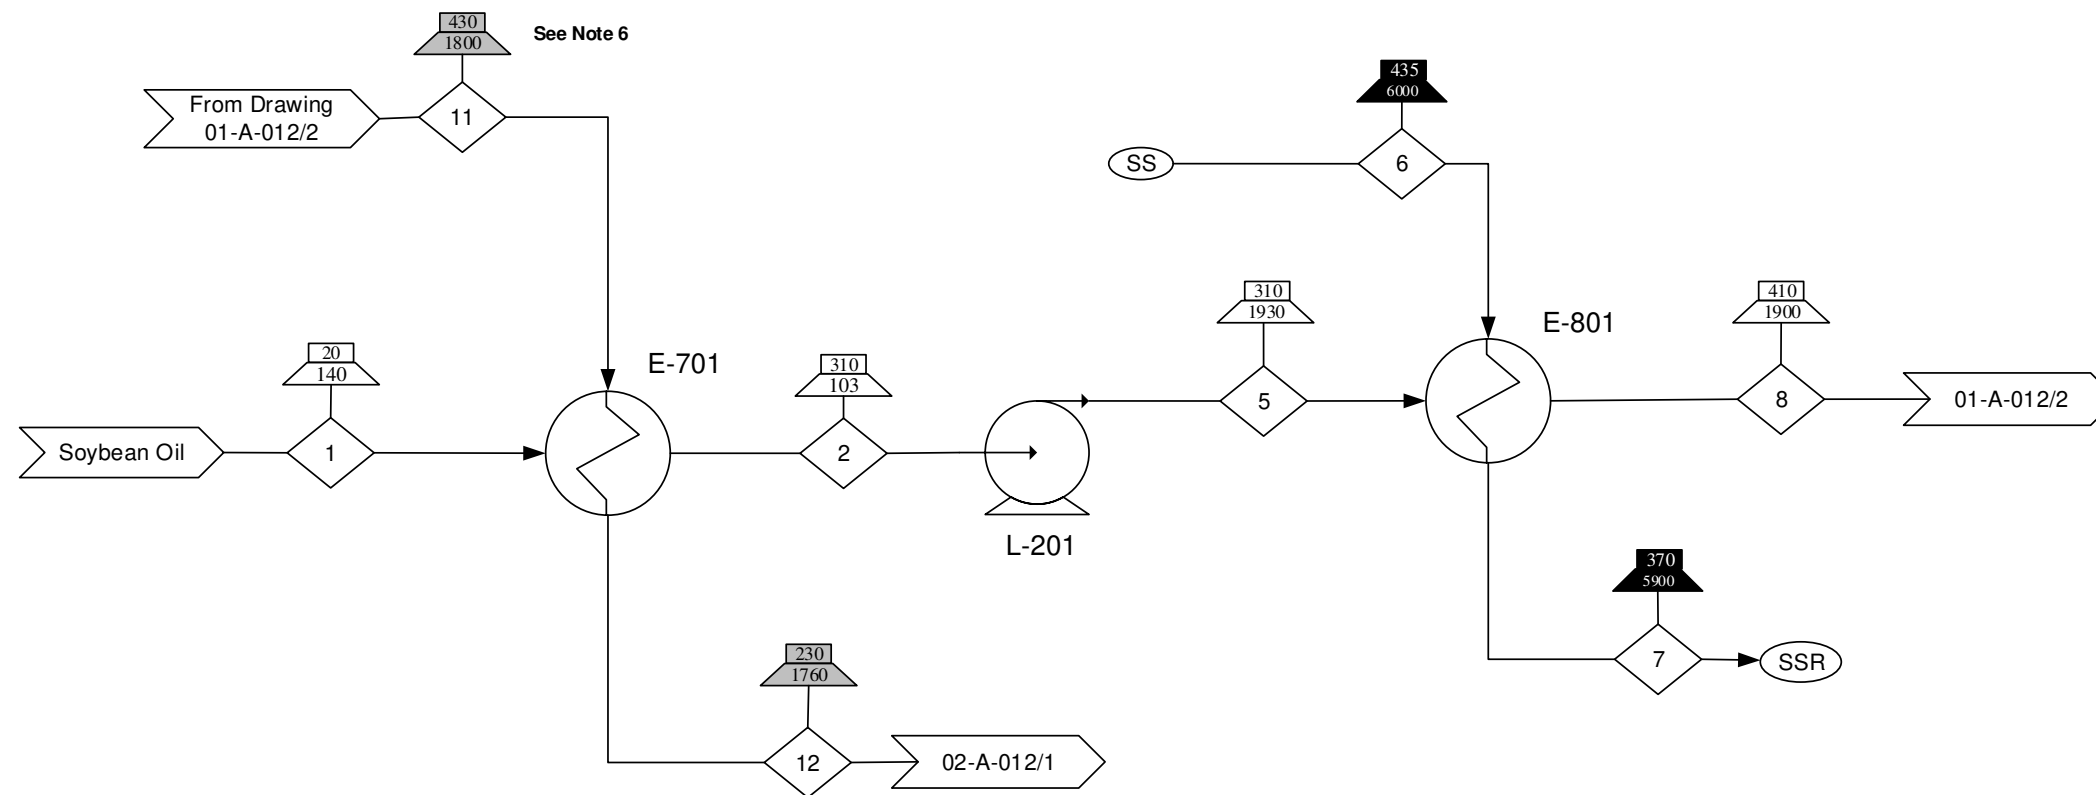 430
1800
See Note 6
From Drawing
01-A-012/2
11
435
6000
SS
6
20
140
Soybean Oil
1
E-701
310
103
2
L-201
310
1930
5
E-801
410
1900
8
01-A-012/2
370
5900
7
SSR
230
1760
12
02-A-012/1